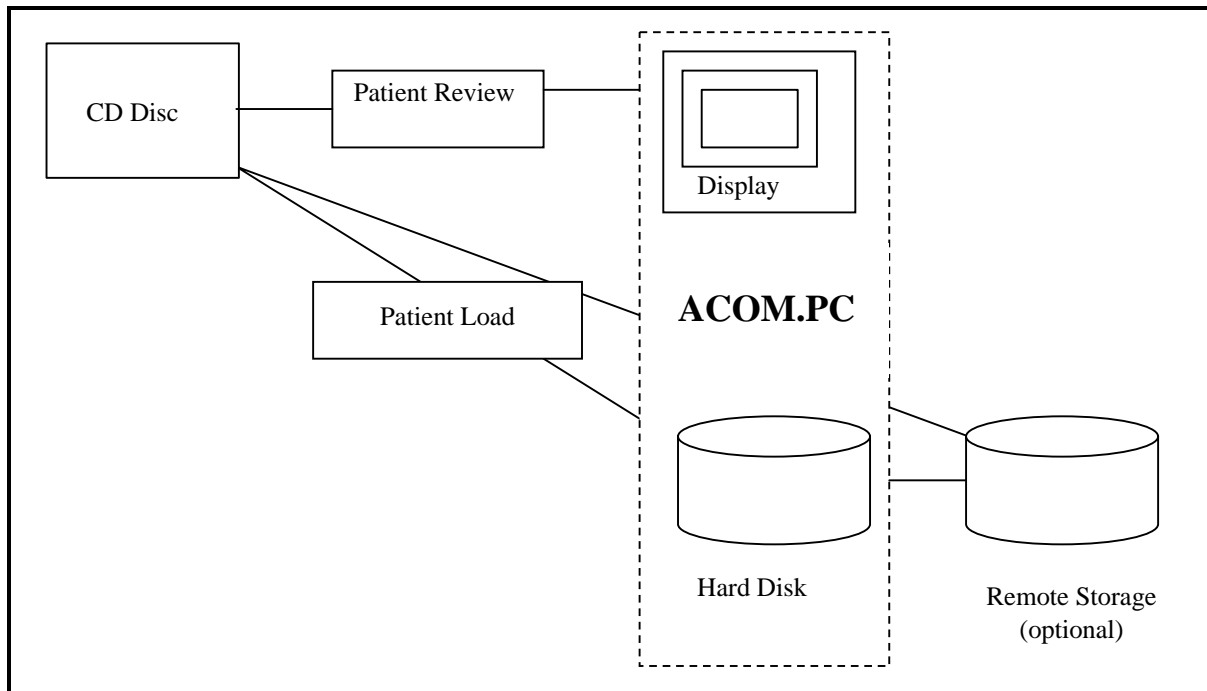 CD Disc
Patient Review
Display
Patient Load
ACOM.PC
Hard Disk
Remote Storage
(optional)